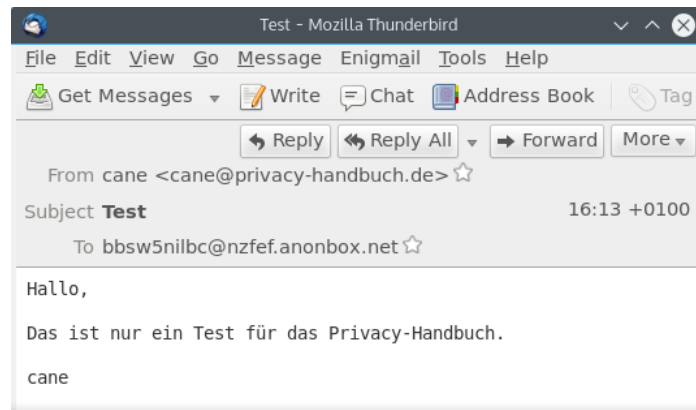 Test - Mozilla Thunderbird
File Edit View Go Message Enigmail Tools Help
Get Messages Write Chat Address Book Tag
Reply Reply All Forward More
From cane <cane@privacy-handbuch.de>
Subject Test 16:13 +0100
To bbsw5nilbc@nzfef.anonbox.net
Hallo,
Das ist nur ein Test für das Privacy-Handbuch.
cane